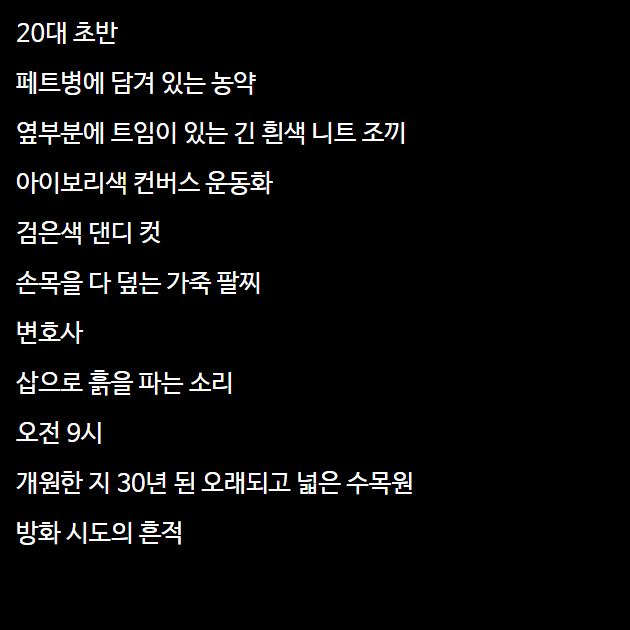 20대 초반
페트병에 담겨 있는 농약
옆부분에 트임이 있는 긴 흰색 니트 조끼
아이보리색 컨버스 운동화
검은색 댄디 컷
손목을 다 덮는 가죽 팔찌
변호사
삽으로 흙을 파는 소리
오전 9시
개원한 지 30년 된 오래되고 넓은 수목원
방화 시도의 흔적